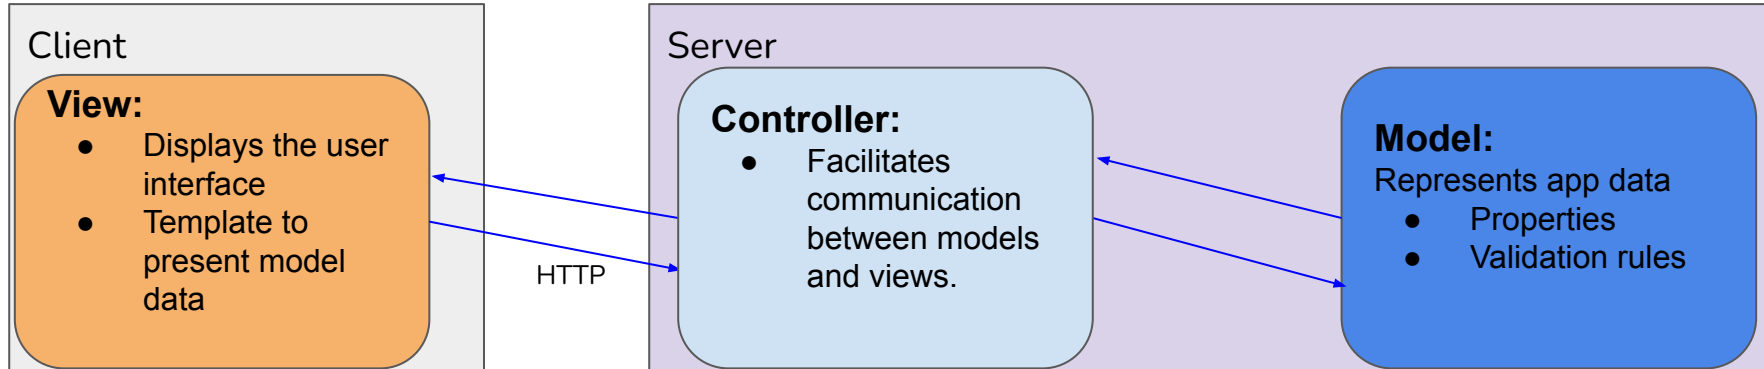 Client
View:
● Displays the user
interface
● Template to
present model
data
HTTP
Server
Controller:
● Facilitates
communication
between models
and views.
Model:
Represents app data
● Properties
● Validation rules